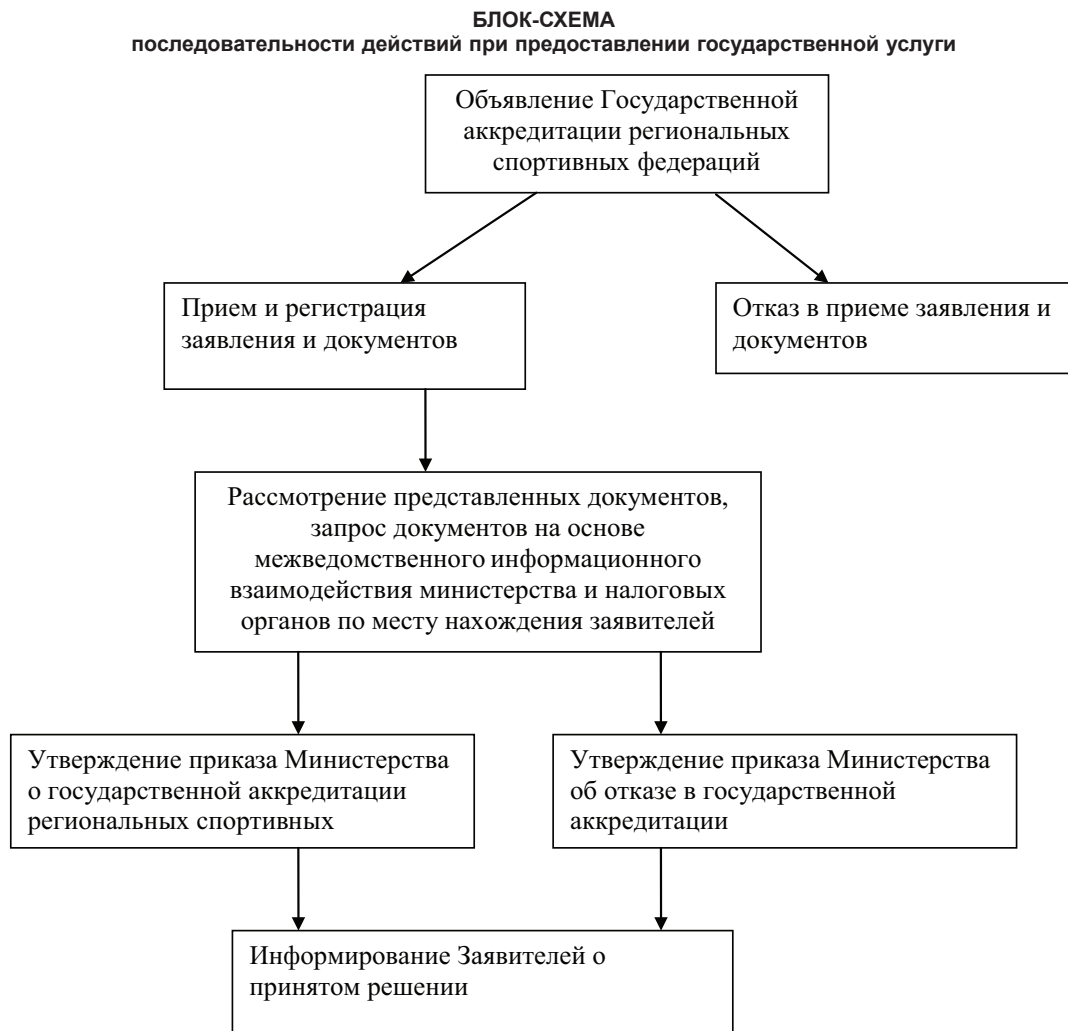 БЛОК-СХЕМА
последовательности действий при предоставлении государственной услуги
Объявление Государственной
аккредитации региональных
спортивных федераций
Прием и регистрация
заявления и документов
Отказ в приеме заявления и
документов
Рассмотрение представленных документов,
запрос документов на основе
межведомственного информационного
взаимодействия министерства и налоговых
органов по месту нахождения заявителей
Утверждение приказа Министерства
о государственной аккредитации
региональных спортивных
Утверждение приказа Министерства
об отказе в государственной
аккредитации
Информирование Заявителей о
принятом решении